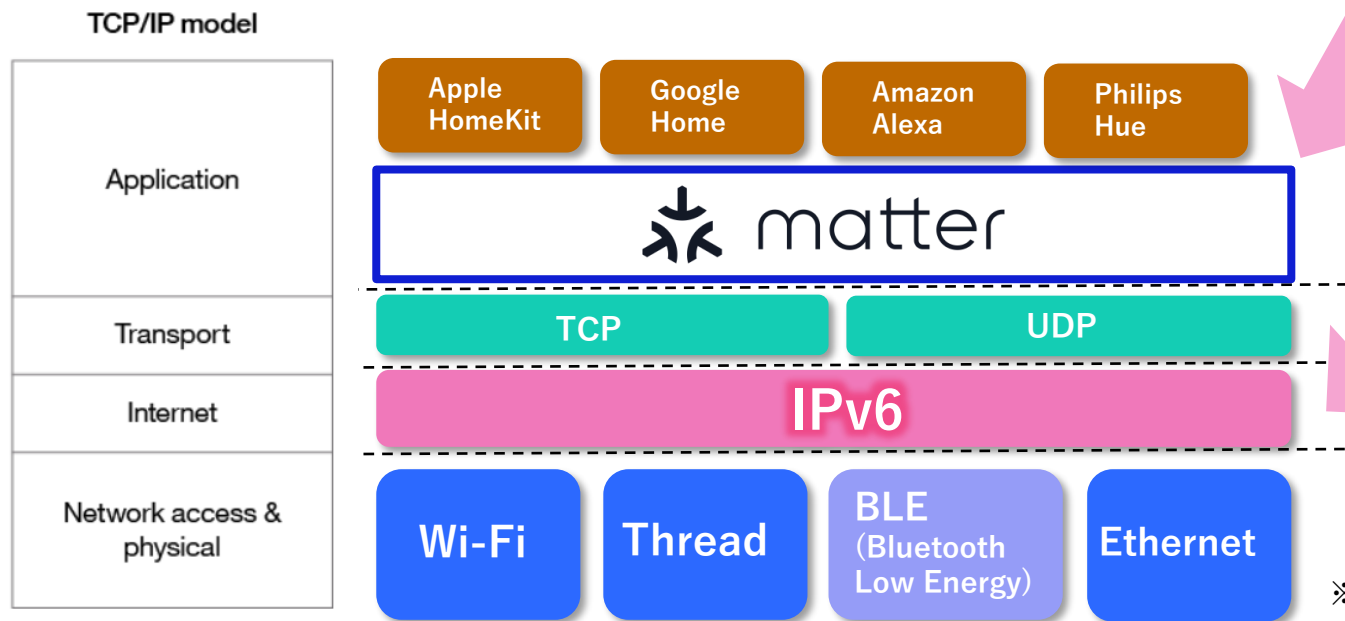 TCP/IP model
Application
Transport
Internet
Network access &
physical
Apple
HomeKit
Google
Home
Amazon
Alexa
Philips
Hue
matter
TCP
UDP
IPv6
Wi-Fi
Thread
BLE
(Bluetooth
Low Energy)
Ethernet
※